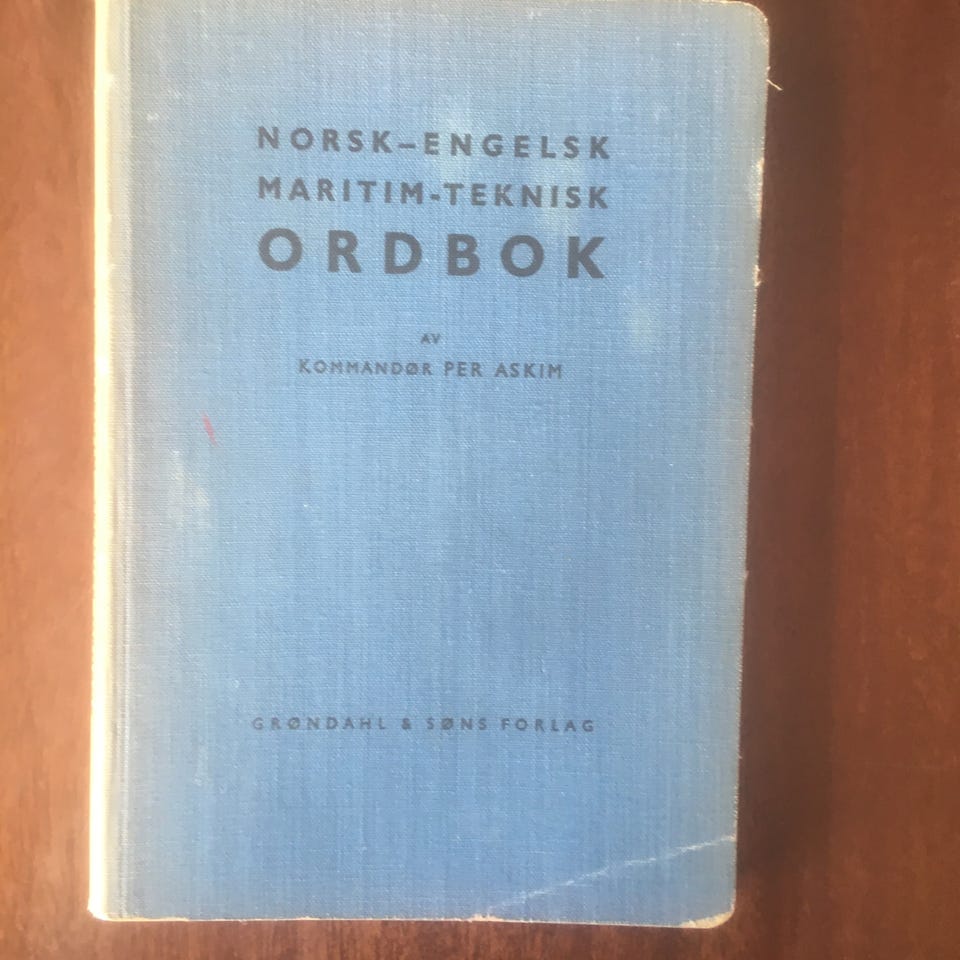 NORSK–ENGELSK
MARITIM-TEKNISK
ORDBOK
AV
KOMMANDØR PER ASKIM
GRØNDAHL & SØNS FORLAG